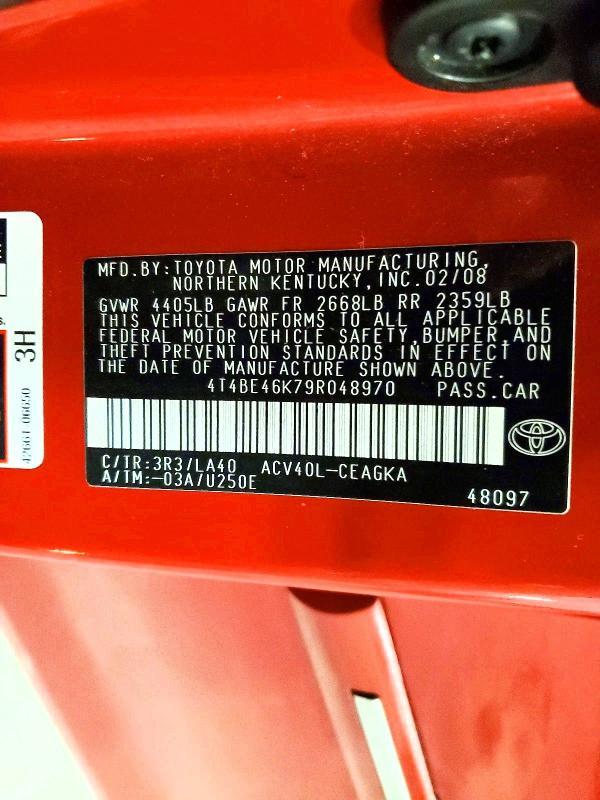 MFD.BY:TOYOTA MOTOR MANUFACTURING,
NORTHERN KENTUCKY,INC.02/08
GVWR 4405LB GAWR FR 2668LB RR 2359LB
THIS VEHICLE CONFORMS TO ALL APPLICABLE
FEDERAL MOTOR VEHICLE SAFETY,BUMPER,AND
THEFT PREVENTION STANDARDS IN EFFECT ON
THE DATE OF MANUFACTURE SHOWN ABOVE.
4T4BE46K79R048970 PASS.CAR
C/TR:3R3/LA40 ACV40L-CEAGKA
A/TM:-03A/U250E
48097
3H
42661-06050
s.